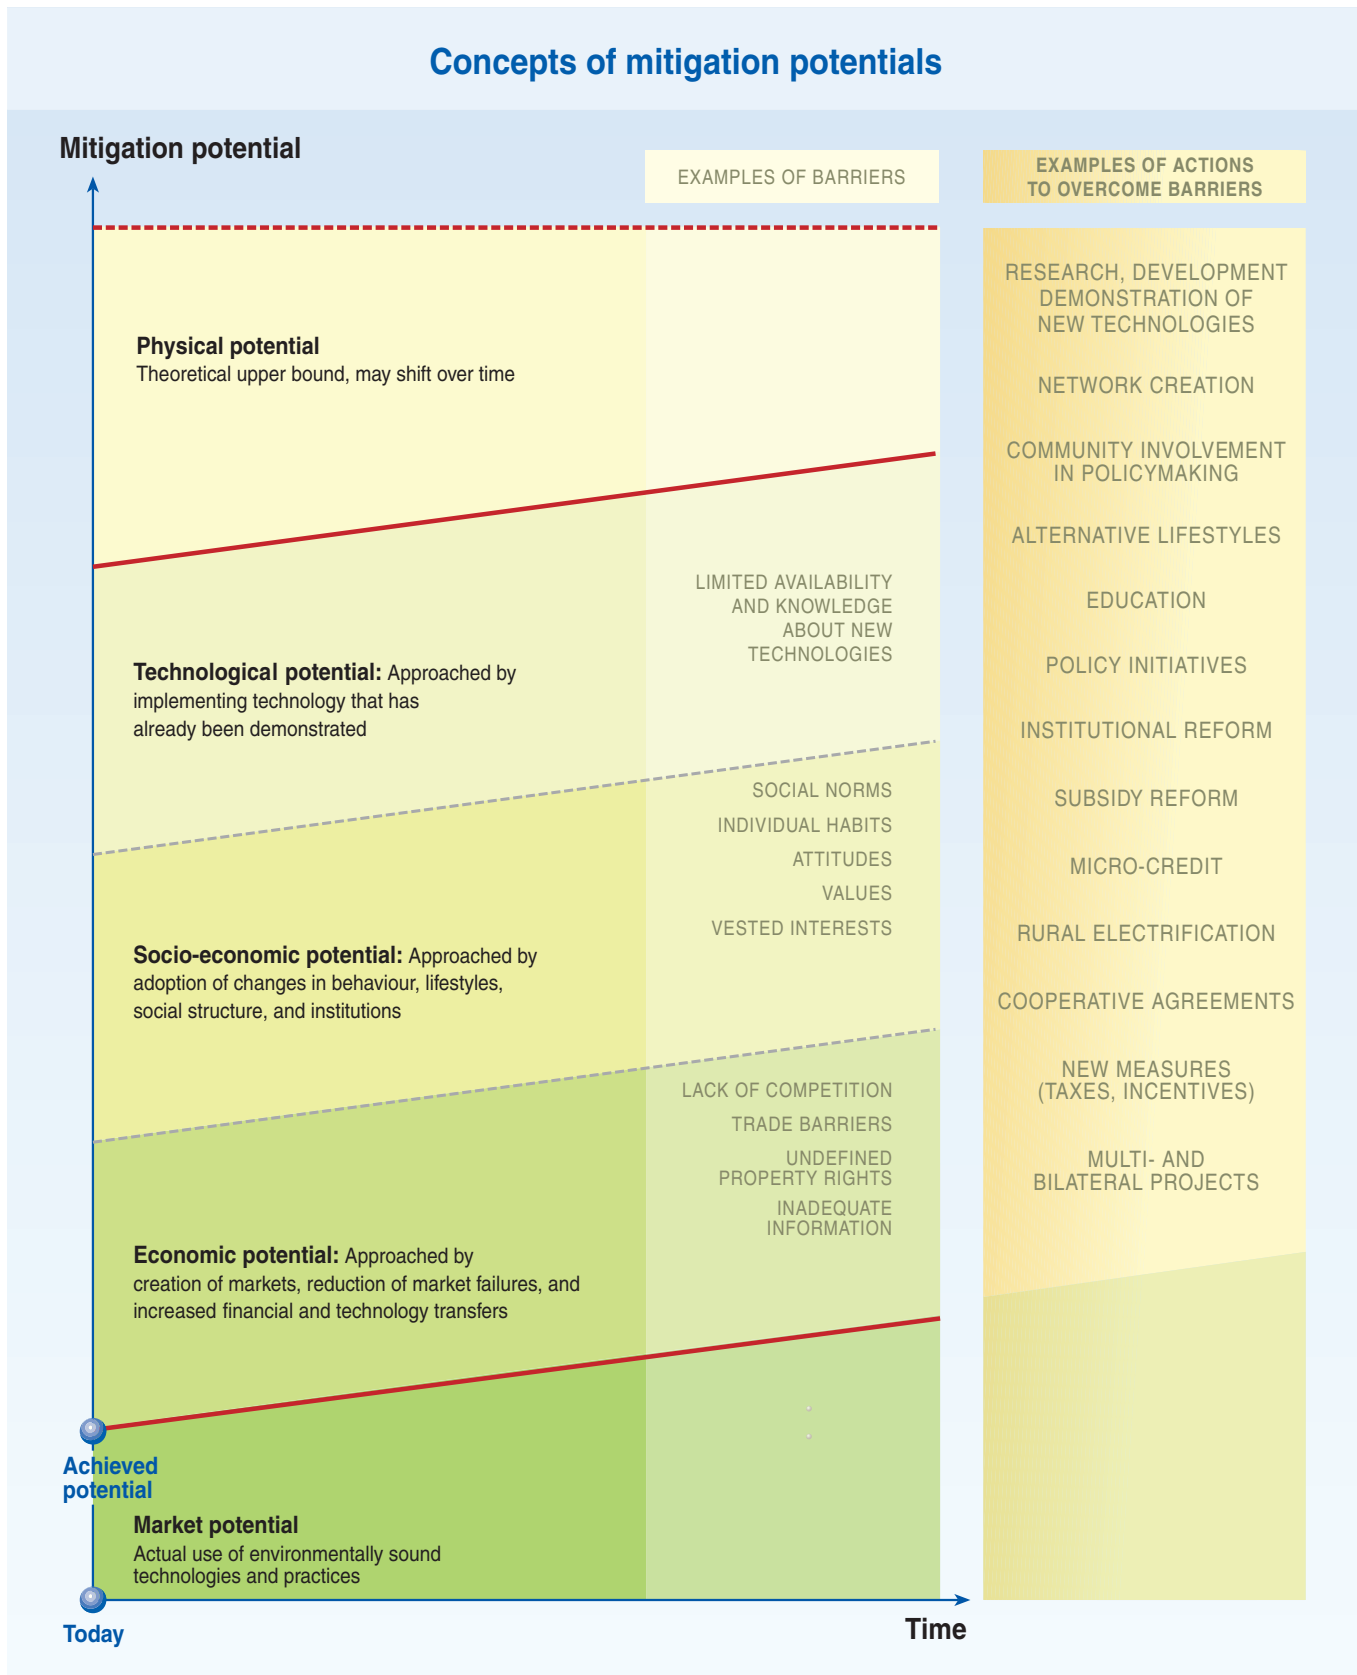 Concepts of mitigation potentials
Mitigation potential
EXAMPLES OF BARRIERS
EXAMPLES OF ACTIONS
TO OVERCOME BARRIERS
Physical potential
Theoretical upper bound, may shift over time
Technological potential: Approached by
implementing technology that has
already been demonstrated
Socio-economic potential: Approached by
adoption of changes in behaviour, lifestyles,
social structure, and institutions
Economic potential: Approached by
creation of markets, reduction of market failures, and
increased financial and technology transfers
Achieved
potential
Market potential
Actual use of environmentally sound
technologies and practices
Today
Time
LIMITED AVAILABILITY
AND KNOWLEDGE
ABOUT NEW
TECHNOLOGIES
SOCIAL NORMS
INDIVIDUAL HABITS
ATTITUDES
VALUES
VESTED INTERESTS
LACK OF COMPETITION
TRADE BARRIERS
UNDEFINED
PROPERTY RIGHTS
INADEQUATE
INFORMATION
RESEARCH, DEVELOPMENT
DEMONSTRATION OF
NEW TECHNOLOGIES
NETWORK CREATION
COMMUNITY INVOLVEMENT
IN POLICYMAKING
ALTERNATIVE LIFESTYLES
EDUCATION
POLICY INITIATIVES
INSTITUTIONAL REFORM
SUBSIDY REFORM
MICRO-CREDIT
RURAL ELECTRIFICATION
COOPERATIVE AGREEMENTS
NEW MEASURES
(TAXES, INCENTIVES)
MULTI- AND
BILATERAL PROJECTS